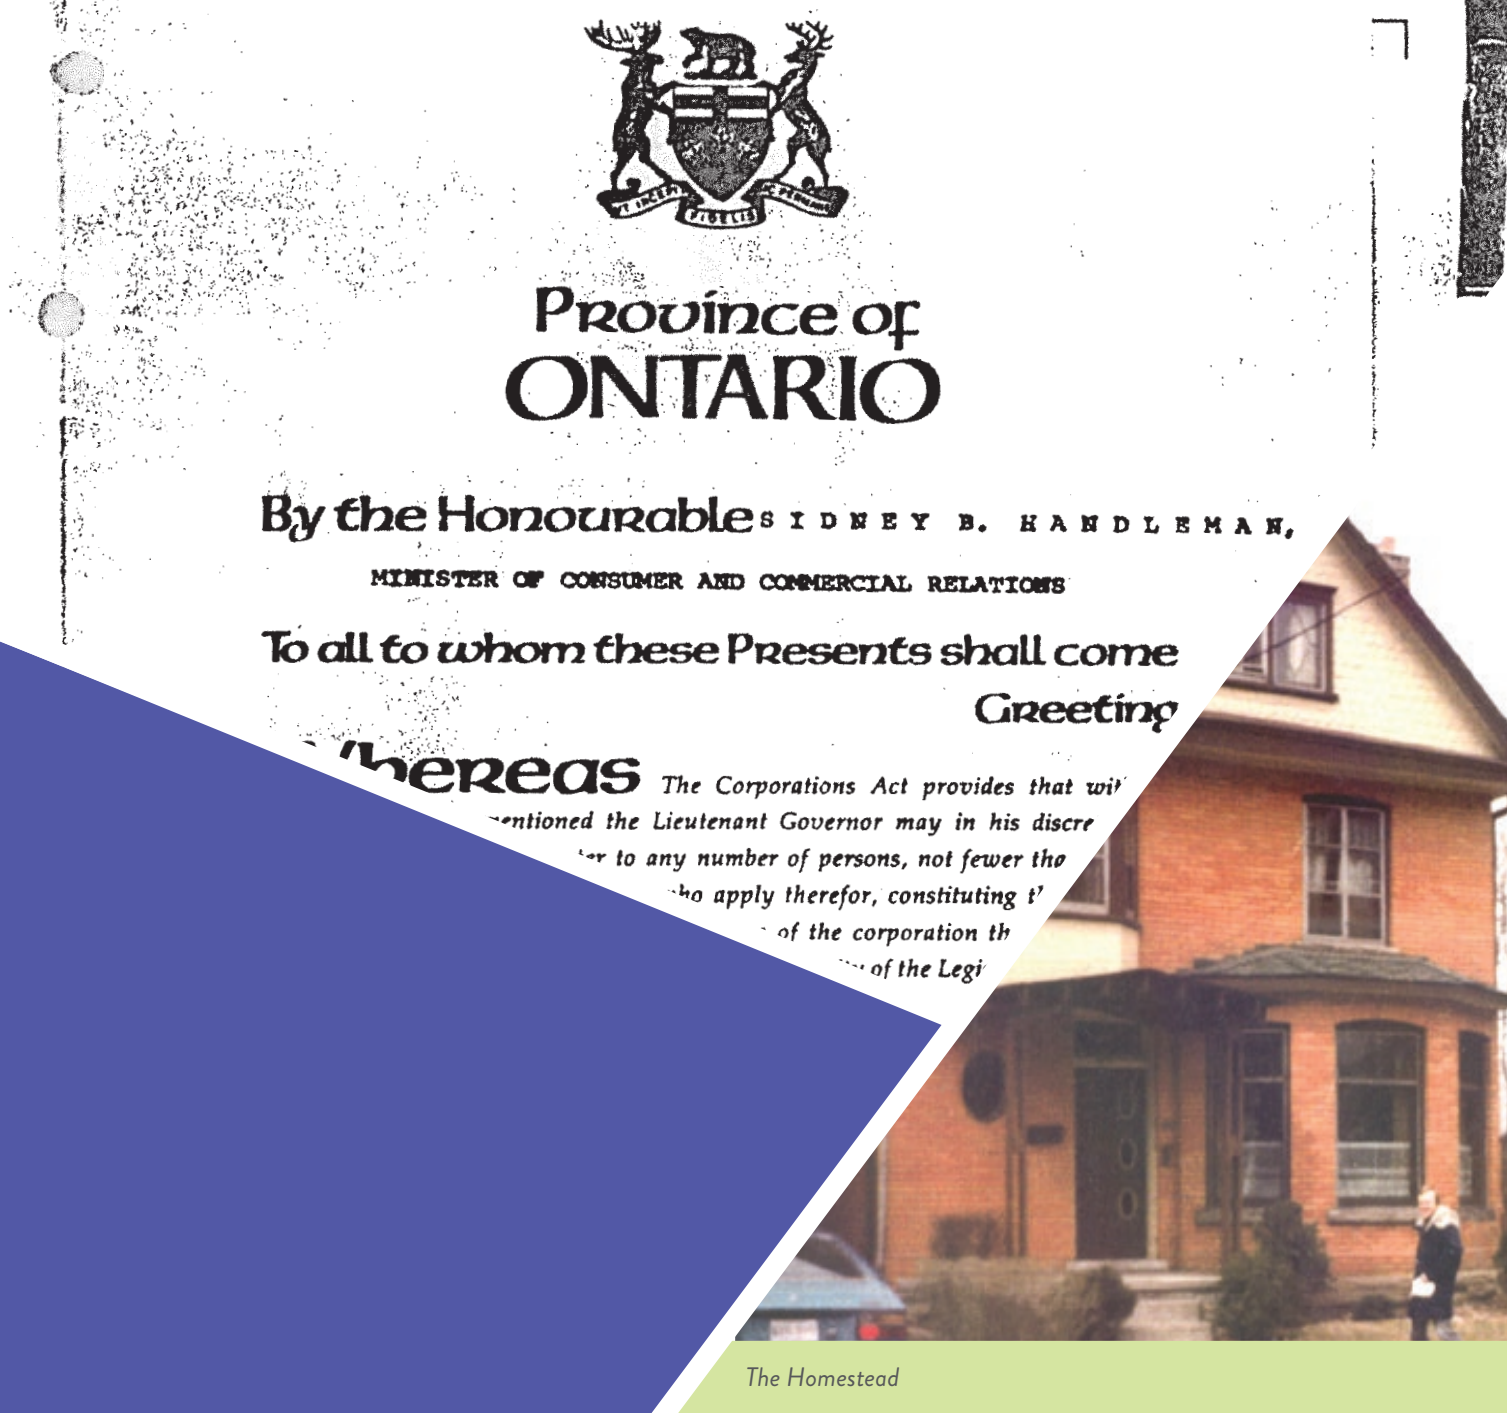 FIDELIS
Province of
ONTARIO
By the Honourable SIDNEY B. HANDLEMAN,
MINISTER OF CONSUMER AND COMMERCIAL RELATIONS
To all to whom these Presents shall come
Greeting
Whereas The Corporations Act provides that
the Lieutenant Governor may in his
to any number of persons, not fewer
apply therefor, constituting
of the corporation
of the
The Homestead